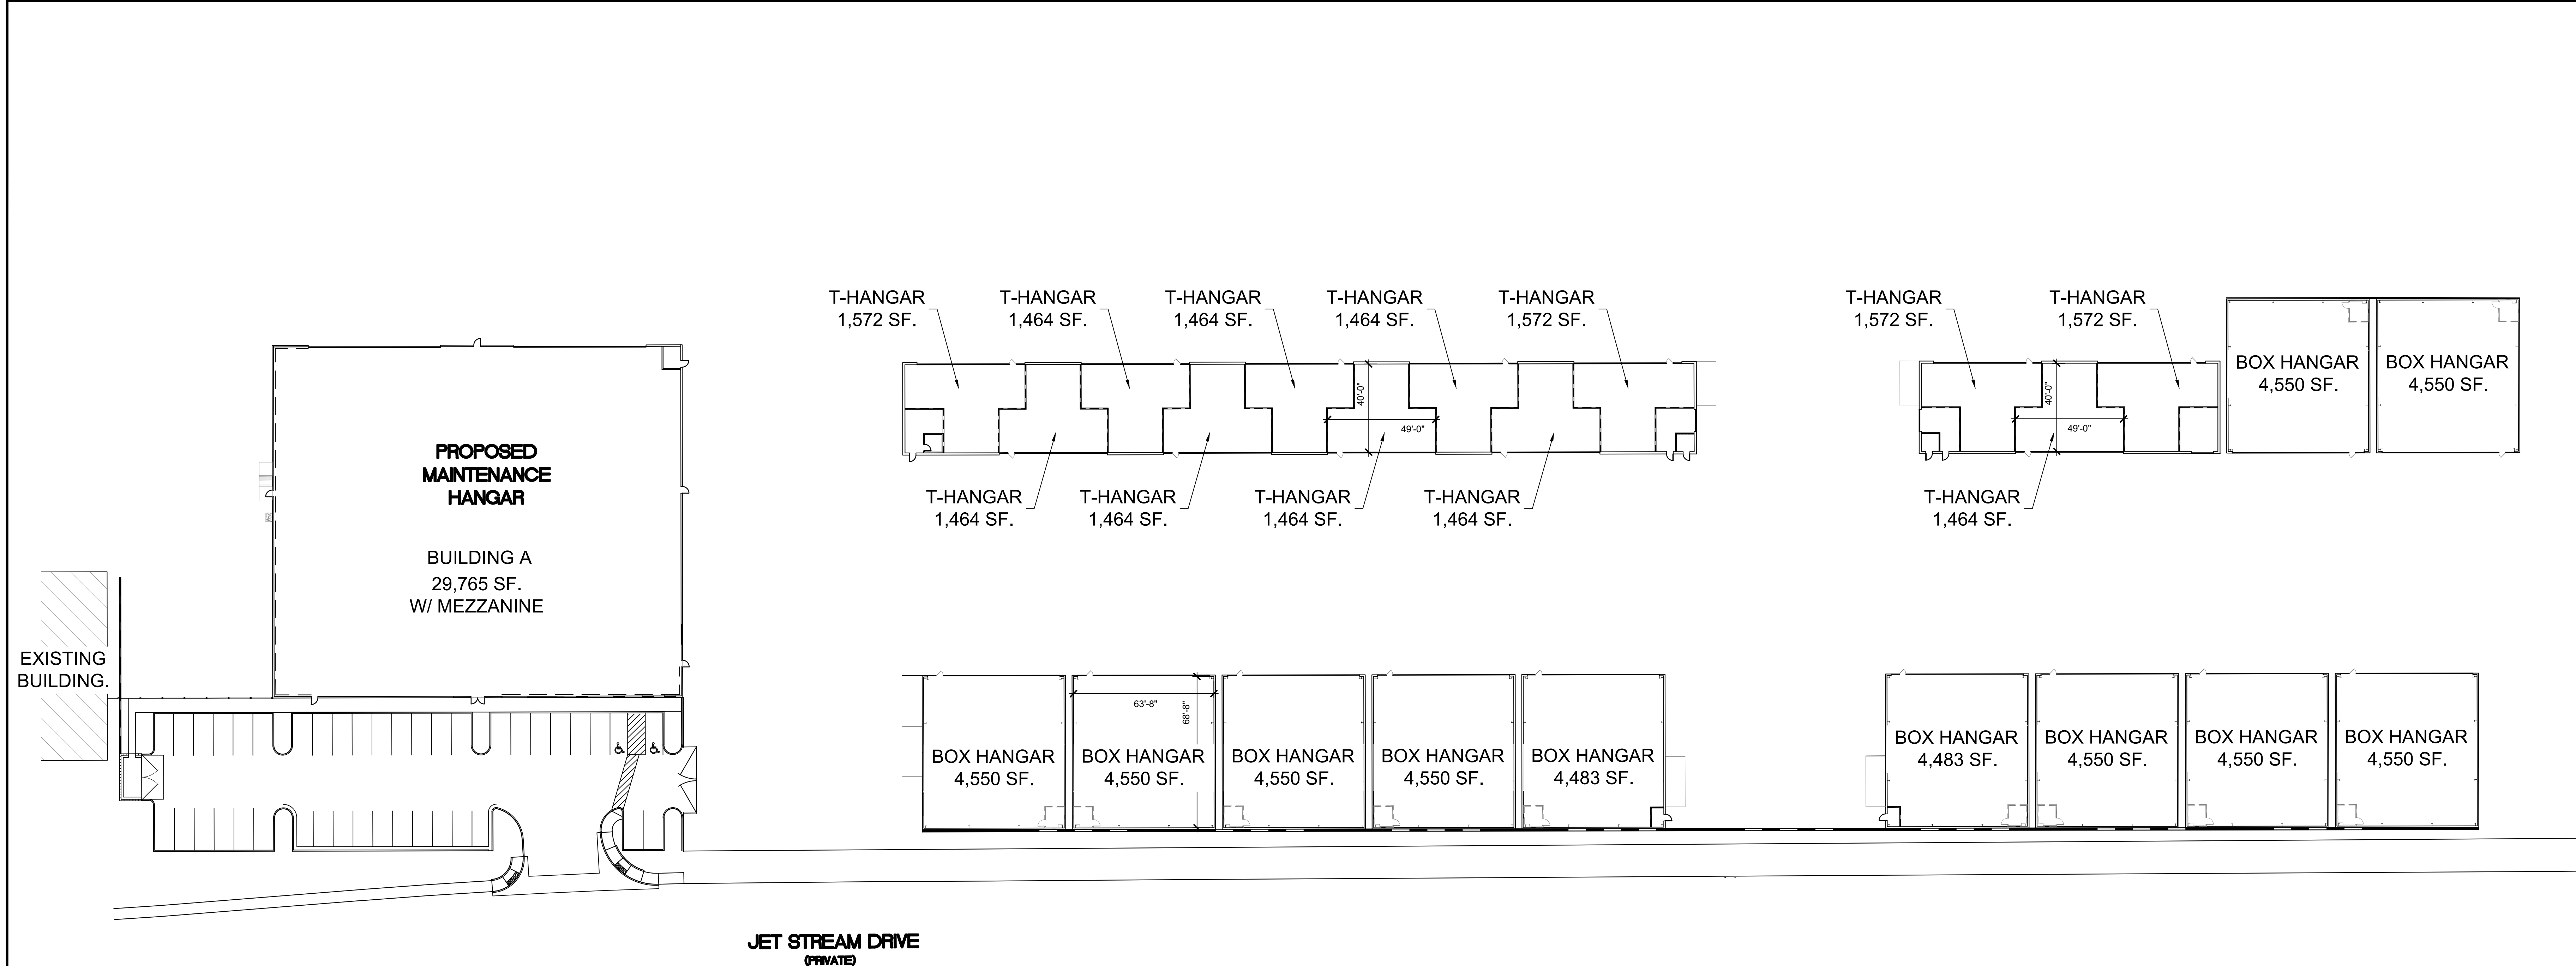 T-HANGAR
1,572 SF.
T-HANGAR
1,464 SF.
T-HANGAR
1,464 SF.
T-HANGAR
1,464 SF.
T-HANGAR
1,572 SF.
T-HANGAR
1,572 SF.
T-HANGAR
1,572 SF.
BOX HANGAR
4,550 SF.
BOX HANGAR
4,550 SF.
40'-0"
49'-0"
40'-0"
49'-0"
PROPOSED
MAINTENANCE
HANGAR
BUILDING A
29,765 SF.
W/ MEZZANINE
T-HANGAR
1,464 SF.
T-HANGAR
1,464 SF.
T-HANGAR
1,464 SF.
T-HANGAR
1,464 SF.
T-HANGAR
1,464 SF.
EXISTING
BUILDING.
63'-8"
68'-8"
BOX HANGAR
4,550 SF.
BOX HANGAR
4,550 SF.
BOX HANGAR
4,550 SF.
BOX HANGAR
4,550 SF.
BOX HANGAR
4,483 SF.
BOX HANGAR
4,483 SF.
BOX HANGAR
4,550 SF.
BOX HANGAR
4,550 SF.
BOX HANGAR
4,550 SF.
JET STREAM DRIVE
(PRIVATE)